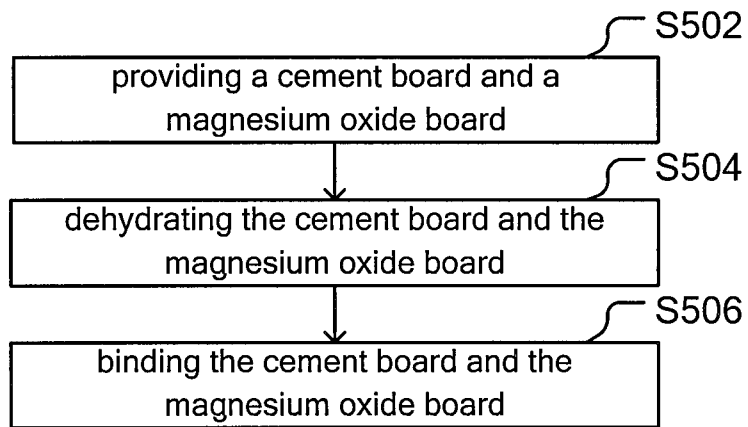 S502
providing a cement board and a
magnesium oxide board
S504
dehydrating the cement board and the
magnesium oxide board
S506
binding the cement board and the
magnesium oxide board